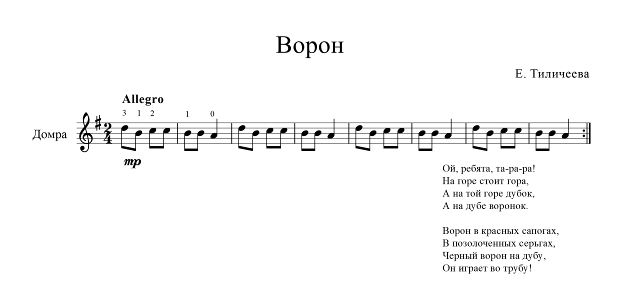 Ворон
Е. Тиличеева
Allegro
3 1 2 1 0
Домра
2
4
mp
Ой, ребята, та-ра-ра!
На горе стоит гора,
А на той горе дубок,
А на дубе воронок.
Ворон в красных сапогах,
В позолоченных серьгах,
Черный ворон на дубу,
Он играет во трубу!